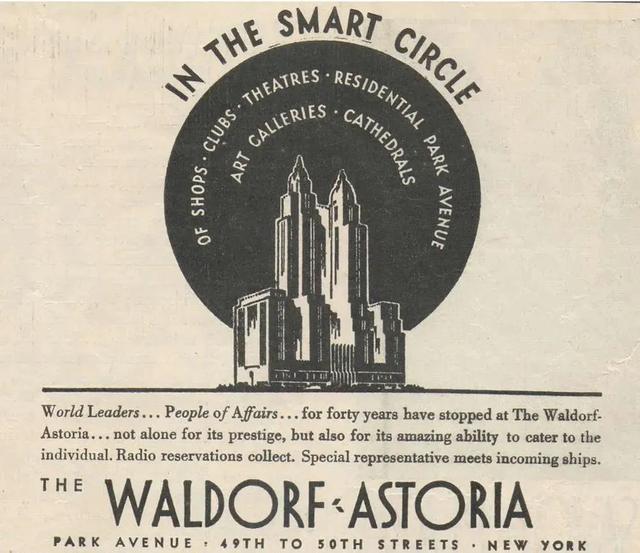 IN THE SMART CIRCLE
OF SHOPS · CLUBS · THEATRES · RESIDENTIAL PARK AVENUE
ART GALLERIES · CATHEDRALS
World Leaders... People of Affairs... for forty years have stopped at The Waldorf-
Astoria... not alone for its prestige, but also for its amazing ability to cater to the
individual. Radio reservations collect. Special representative meets incoming ships.
THE WALDORF-ASTORIA
PARK AVENUE · 49TH TO 50TH STREETS · NEW YORK